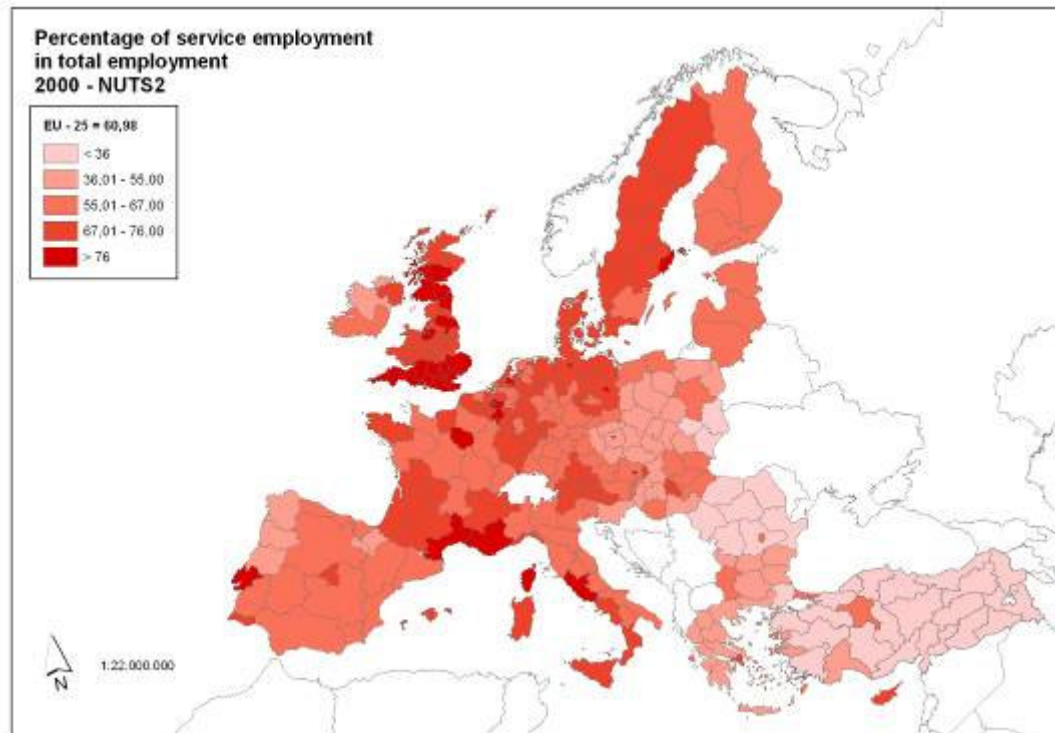 Percentage of service employment
in total employment
2000 - NUTS2
EU - 25 = 60,98
< 36
36,01 - 55,00
55,01 - 67,00
67,01 - 76,00
> 76
1:22.000.000
N